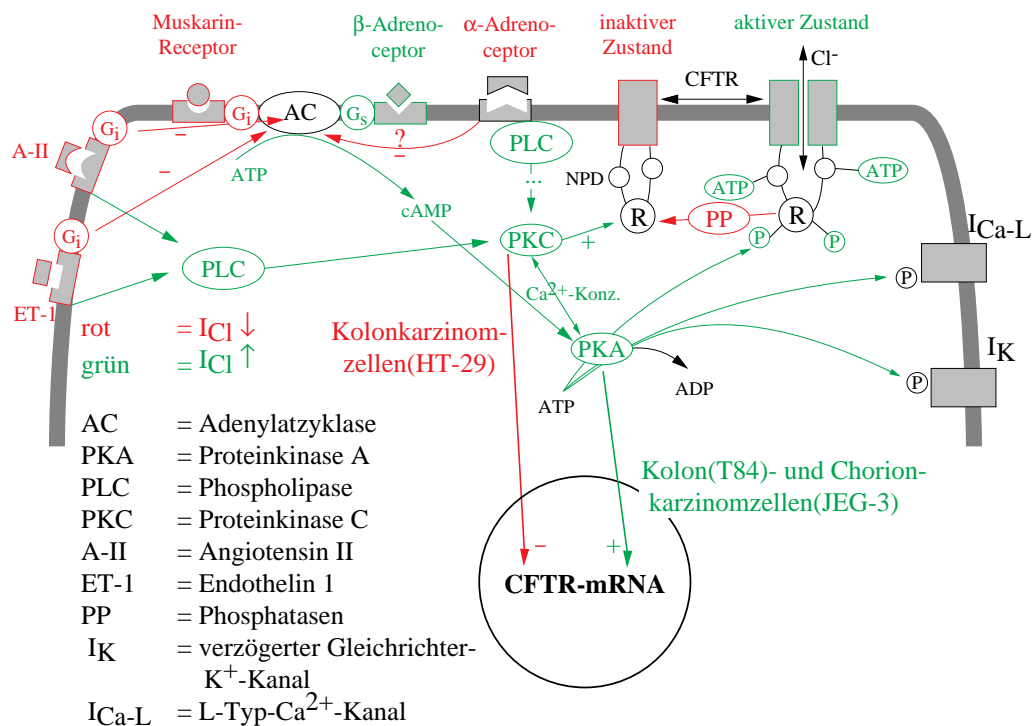 Muskarin-
Receptor
β-Adreno-
ceptor
α-Adreno-
ceptor
inaktiver
Zustand
aktiver Zustand
Cl-
CFTR
Gi
Gi
AC
Gs
?
–
–
–
A-II
ATP
PLC
...
NPD
ATP
ATP
cAMP
R
PP
R
P
P
Gi
PLC
PKC
+
ICa-L
P
ET-1
Ca2+-Konz.
rot = ICl ↓
grün = ICl ↑
Kolonkarzinom-
zellen(HT-29)
PKA
ATP
ADP
IK
P
AC = Adenylatzyklase
PKA = Proteinkinase A
PLC = Phospholipase
PKC = Proteinkinase C
A-II = Angiotensin II
ET-1 = Endothelin 1
PP = Phosphatasen
IK = verzögerter Gleichrichter-
K+-Kanal
ICa-L = L-Typ-Ca2+-Kanal
Kolon(T84)- und Chorion-
karzinomzellen(JEG-3)
– +
CFTR-mRNA